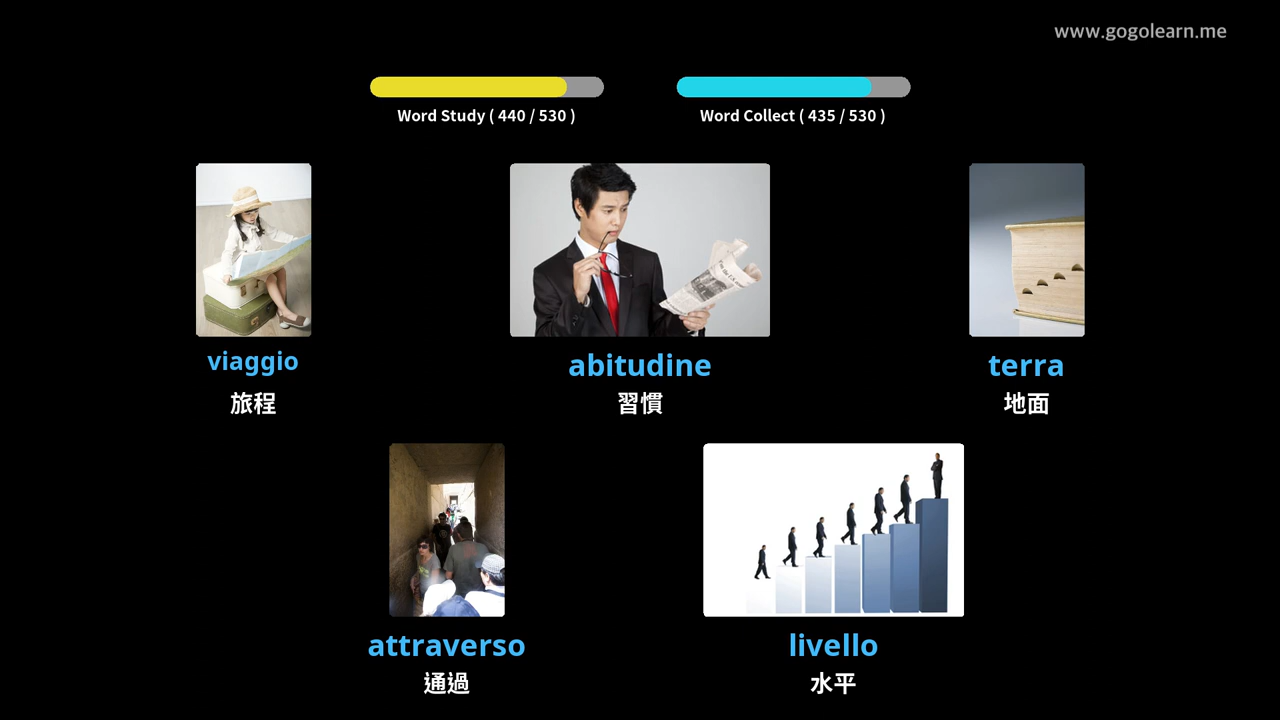 www.gogolearn.me
Word Study ( 440 / 530 )
Word Collect ( 435 / 530 )
viaggio
旅程
abitudine
習慣
terra
地面
attraverso
通過
livello
水平